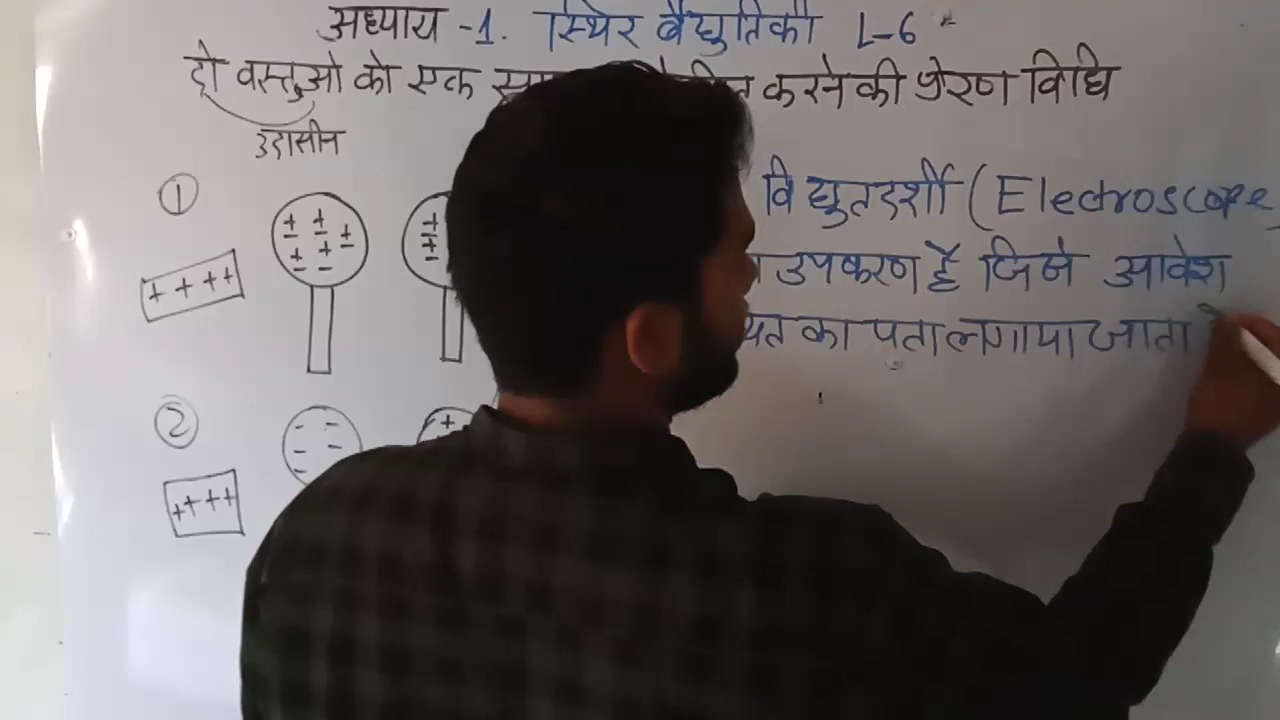 अध्याय -1. स्थिर वैद्युतिकी L-6
दो वस्तुओ को एक करने की प्रेरण विधि
उदासीन
①
+ + + +
± ± ± ± ±
± ±
②
+ + + +
- - - - -
+
विद्युतदर्शी (Electroscope)
उपकरण है जिसे आवेश
का पता लगाया जाता